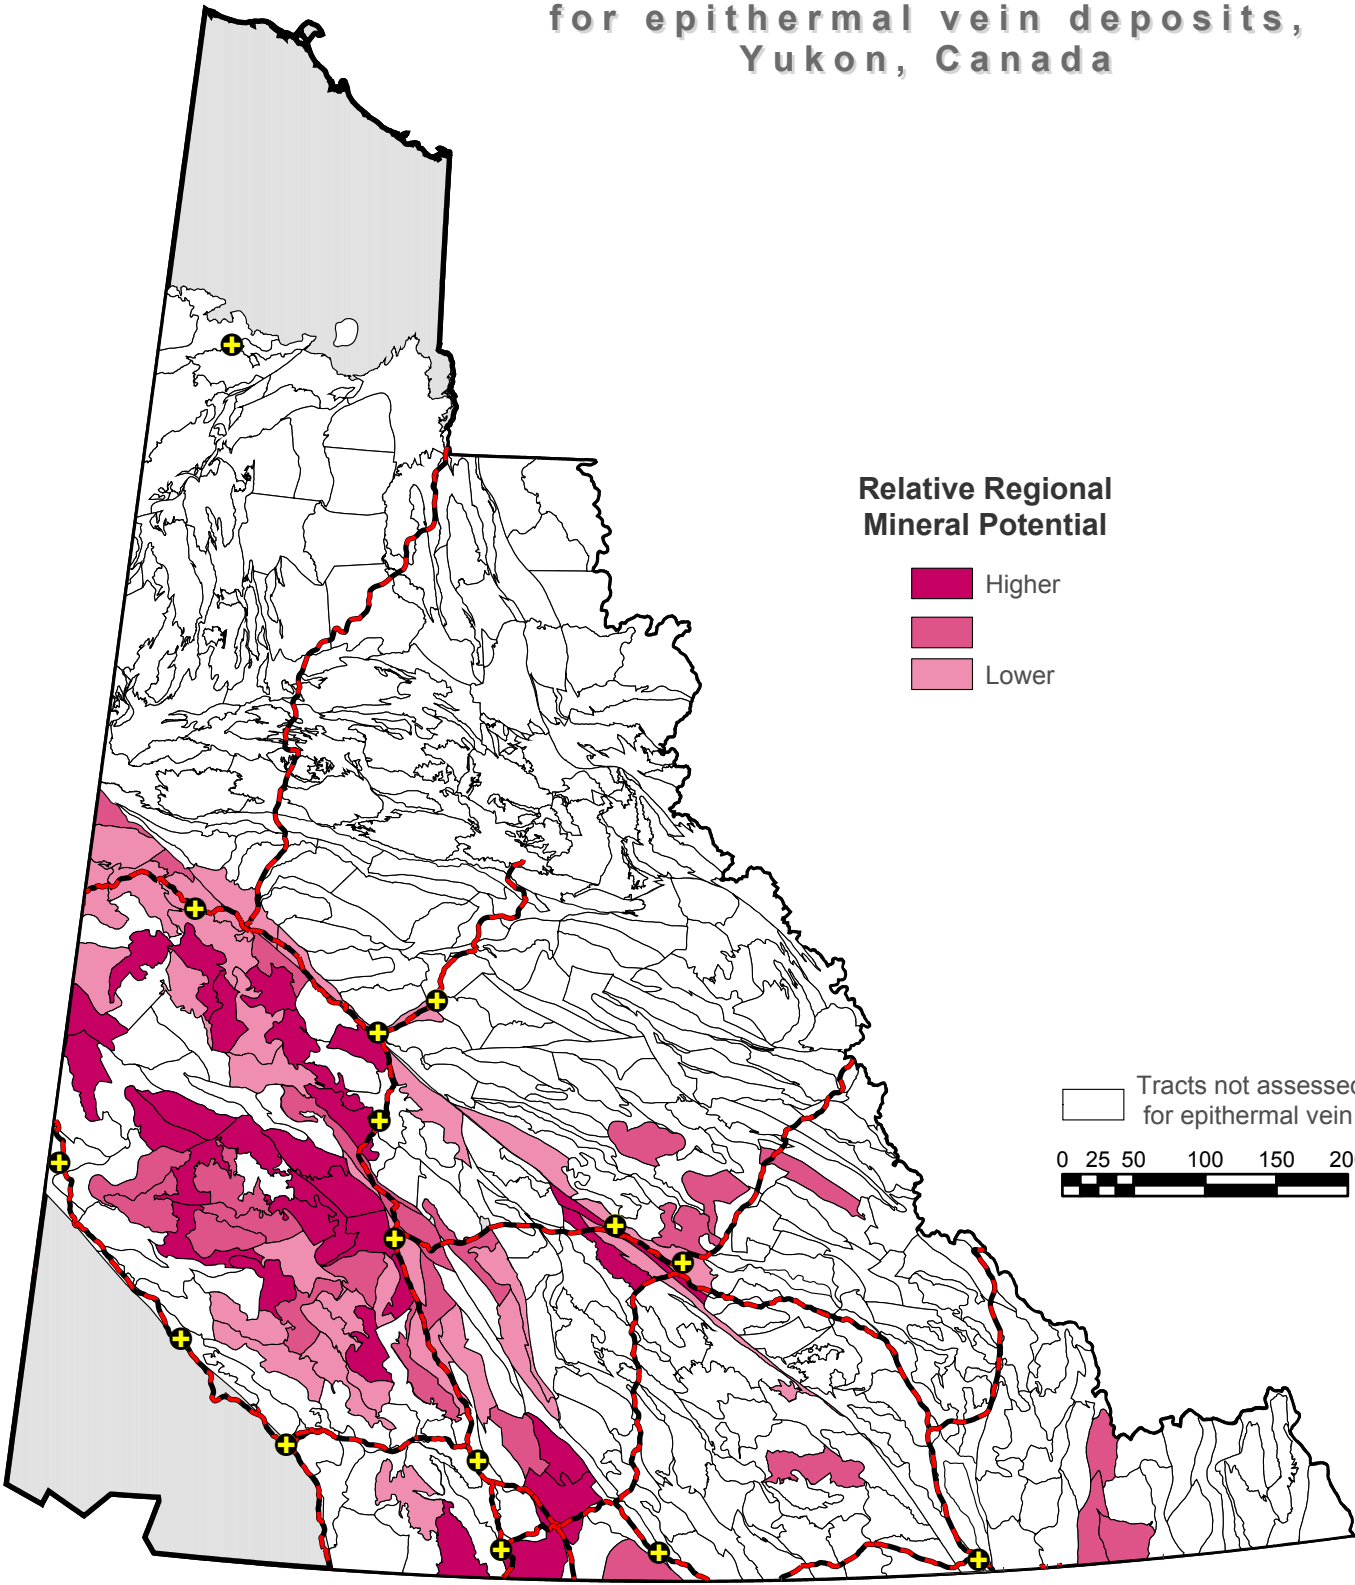 for epithermal vein deposits,
Yukon, Canada
Relative Regional
Mineral Potential
Higher
Lower
Tracts not assessed
for epithermal vein
0 25 50 100 150 20